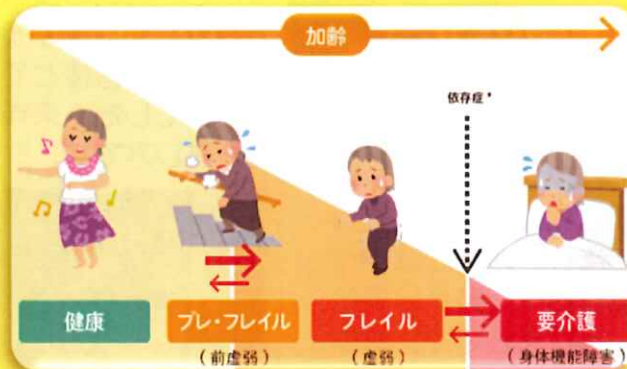 加齢
依存症*
健康
プレ・フレイル
(前虚弱)
フレイル
(虚弱)
要介護
(身体機能障害)